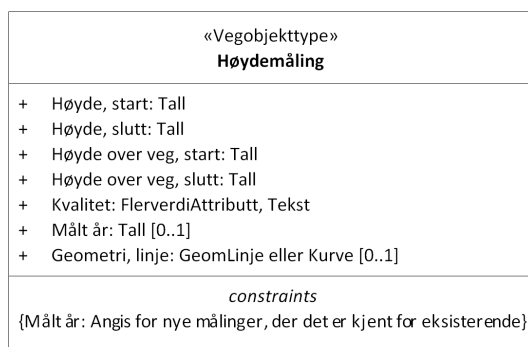 «Vegobjekttype»
Høydemåling
+ Høyde, start: Tall
+ Høyde, slutt: Tall
+ Høyde over veg, start: Tall
+ Høyde over veg, slutt: Tall
+ Kvalitet: FlerverdiAttributt, Tekst
+ Målt år: Tall [0..1]
+ Geometri, linje: GeomLinje eller Kurve [0..1]
constraints
{Målt år: Angis for nye målinger, der det er kjent for eksisterende}